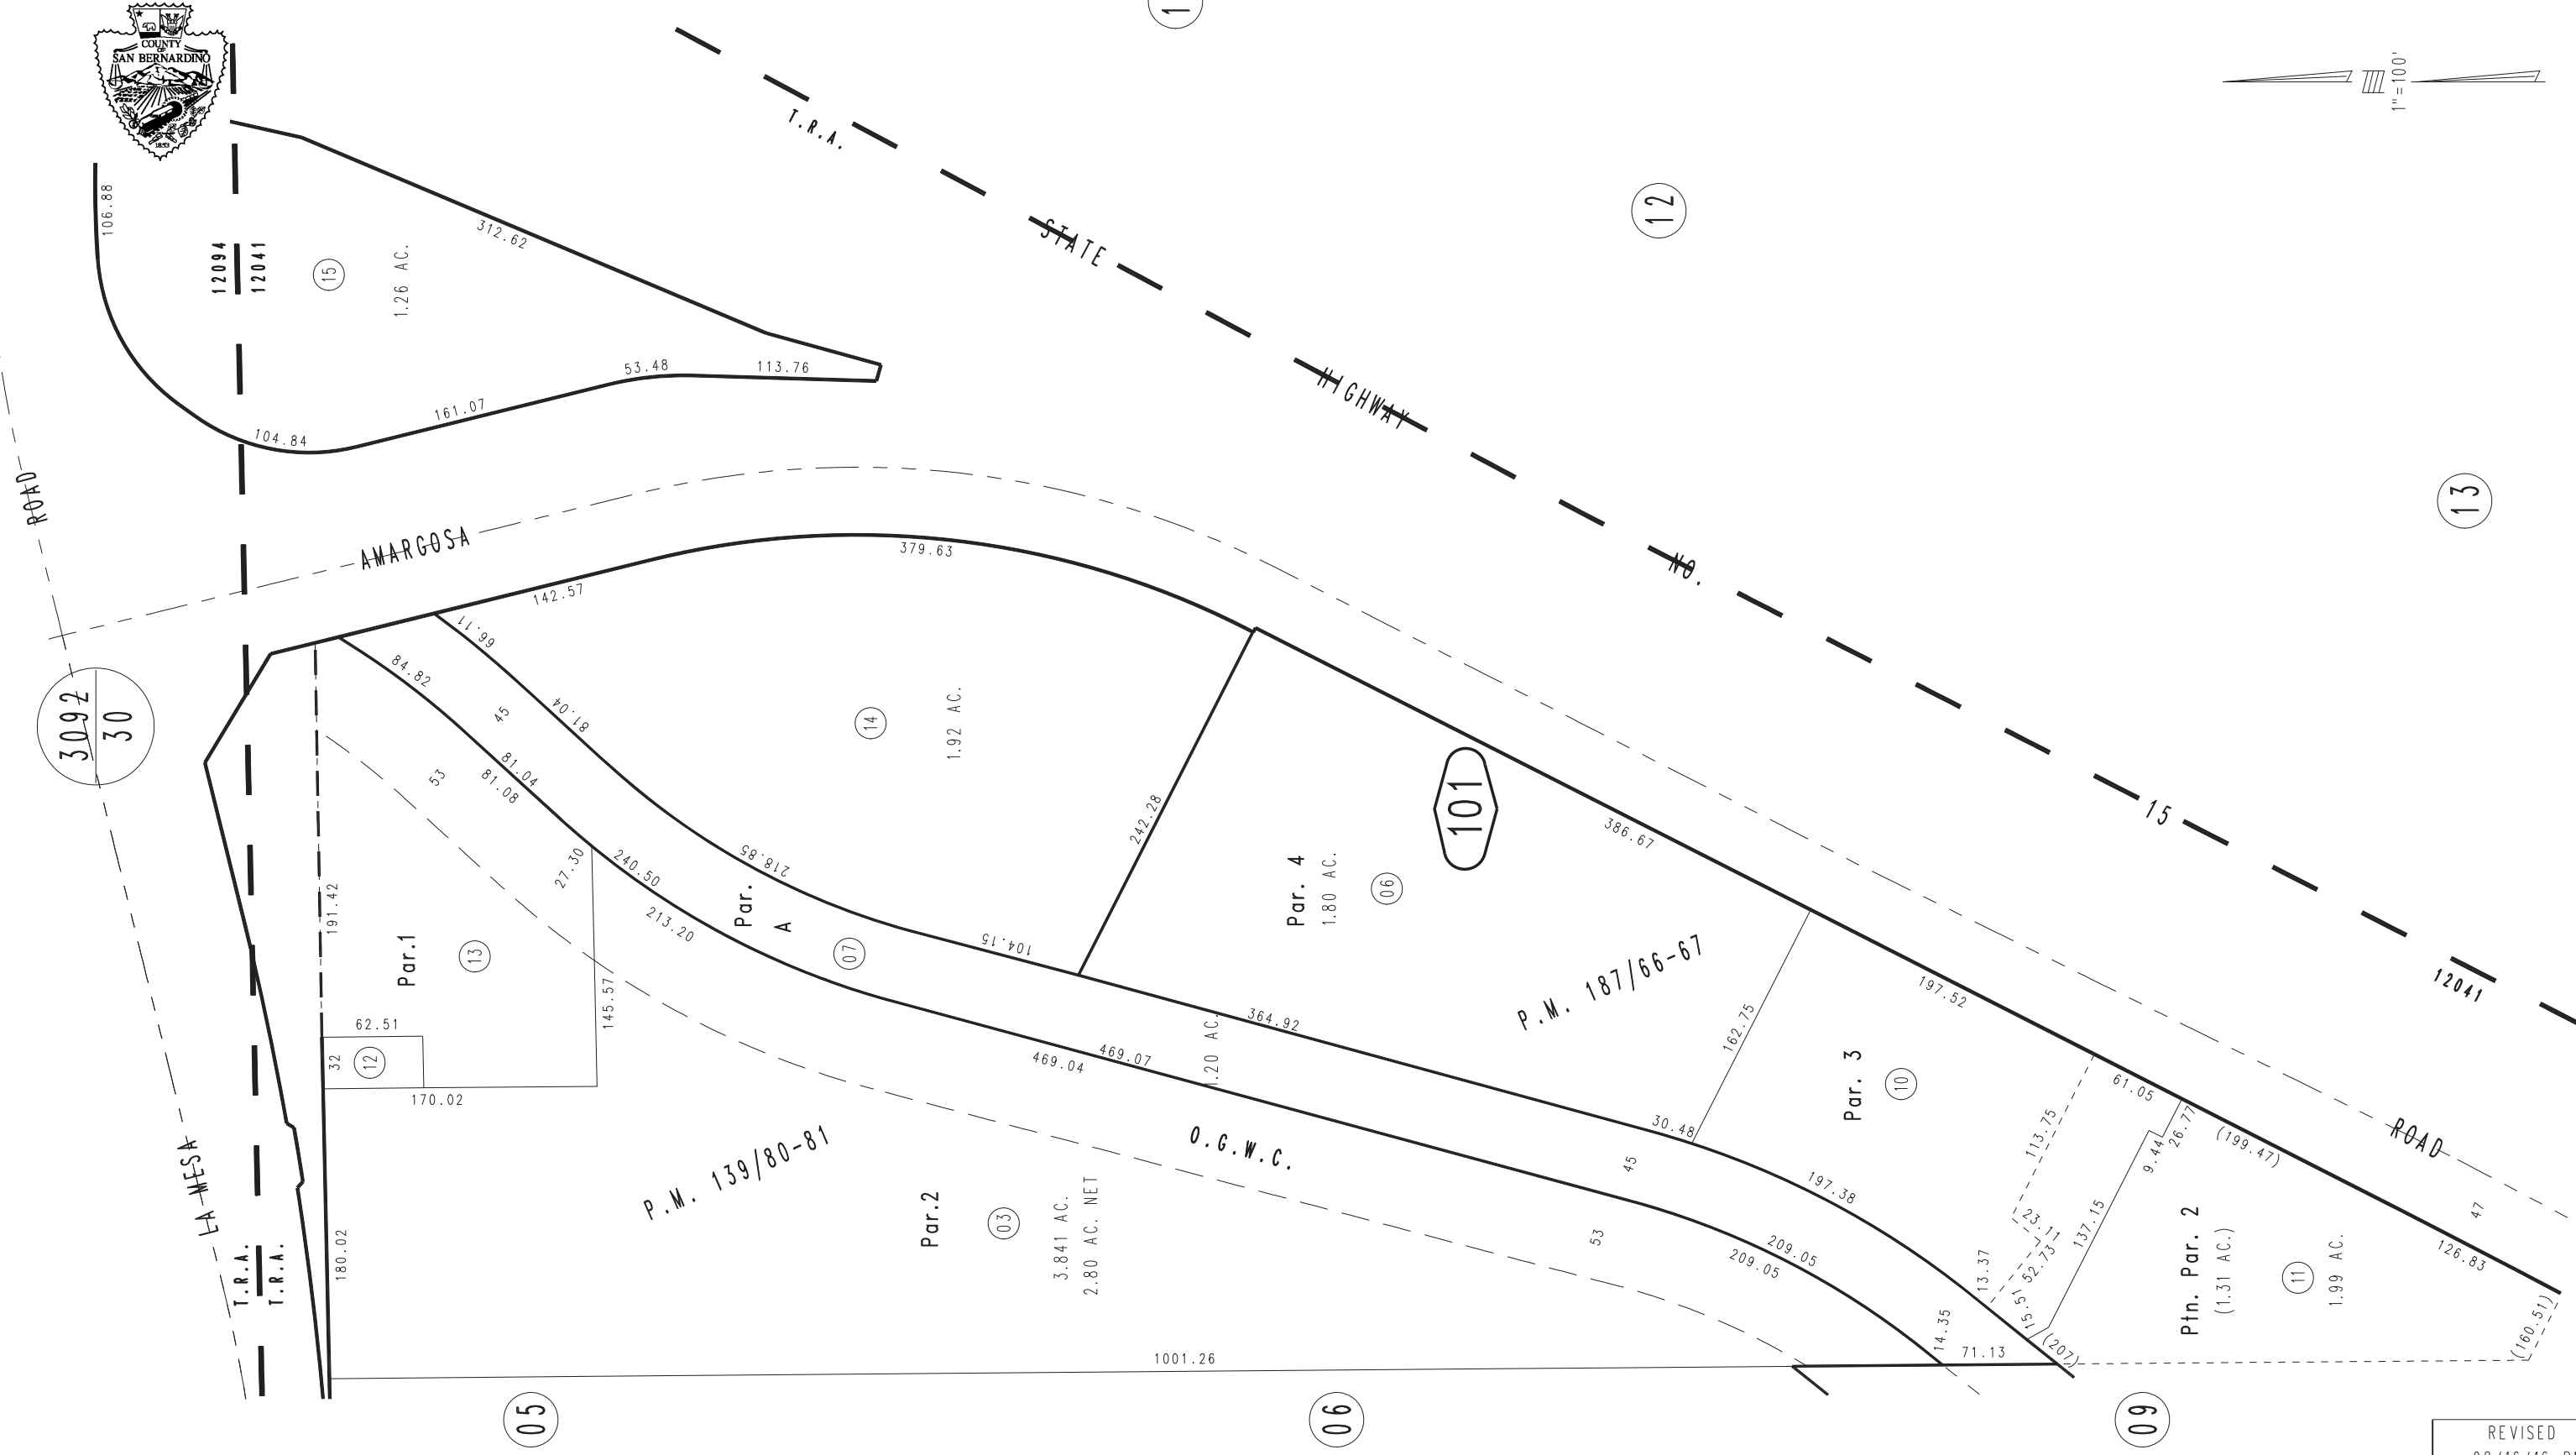 COUNTY
OF
SAN BERNARDINO
1853
1
1"=100'
106.88
12094
12041
15
1.26 AC.
312.62
T.R.A.
STATE
HIGHWAY
NO.
15
12041
12
13
53.48
113.76
161.07
104.84
ROAD
AMARGOSA
142.57
379.63
3092
30
66.11
84.82
45
81.04
81.04
81.08
53
14
1.92 AC.
242.28
101
386.67
191.42
27.30
240.50
218.85
213.20
Par.
A
07
104.15
Par. 4
1.80 AC.
06
Par.1
13
145.57
62.51
32
12
170.02
P.M. 187/66-67
364.92
1.20 AC.
469.07
469.04
162.75
197.52
Par. 3
10
61.05
113.75
26.77
9.44
(199.47)
ROAD
47
LA MESA
T.R.A.
T.R.A.
180.02
P.M. 139/80-81
O.G.W.C.
Par.2
03
3.841 AC.
2.80 AC. NET
30.48
45
197.38
53
209.05
209.05
23.11
52.73
137.15
13.37
15.51
(207)
14.35
71.13
Ptn. Par. 2
(1.31 AC.)
11
1.99 AC.
126.83
(160.51)
1001.26
05
06
09
REVISED